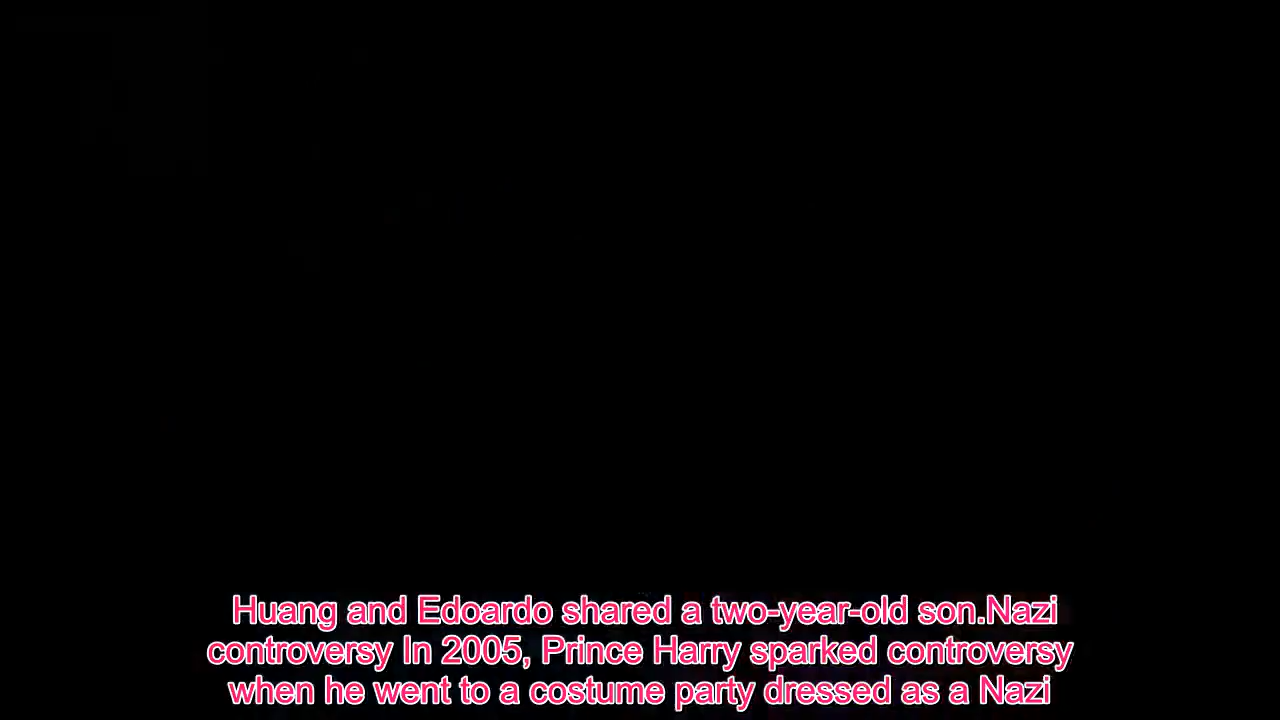 Huang and Edoardo shared a two-year-old son.Nazi
controversy In 2005, Prince Harry sparked controversy
when he went to a costume party dressed as a Nazi